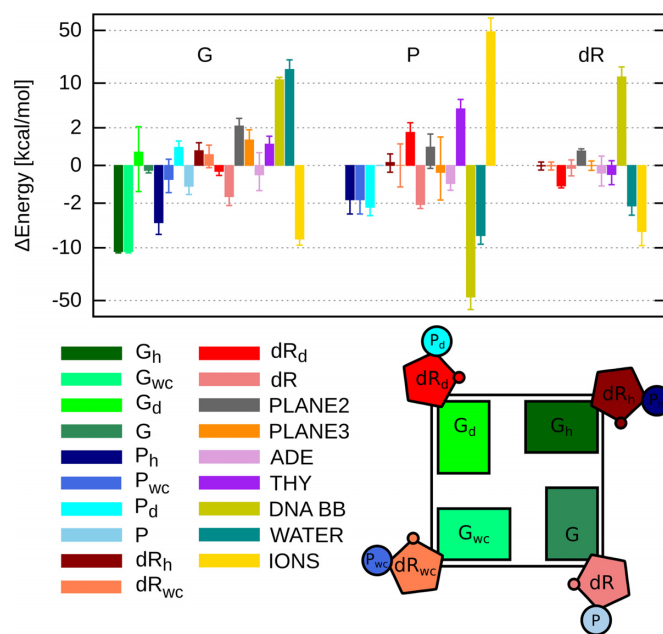 G P dR
ΔEnergy [kcal/mol]
50
10
2
0
-2
-10
-50
Gh
Gwc
Gd
G
Ph
Pwc
Pd
P
dRh
dRwc
dRd
dR
PLANE2
PLANE3
ADE
THY
DNA BB
WATER
IONS
Pd
dRd
dRh
P
Gd
Gh
Gwc
G
Pwc
dRwc
dR
P